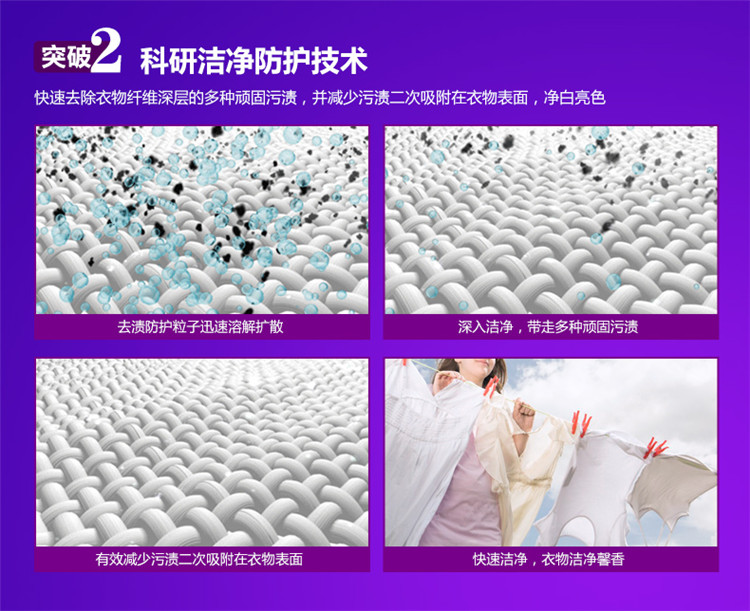 突破2 科研洁净防护技术
快速去除衣物纤维深层的多种顽固污渍，并减少污渍二次吸附在衣物表面，净白亮色
去渍防护粒子迅速溶解扩散
深入洁净，带走多种顽固污渍
有效减少污渍二次吸附在衣物表面
快速洁净，衣物洁净馨香